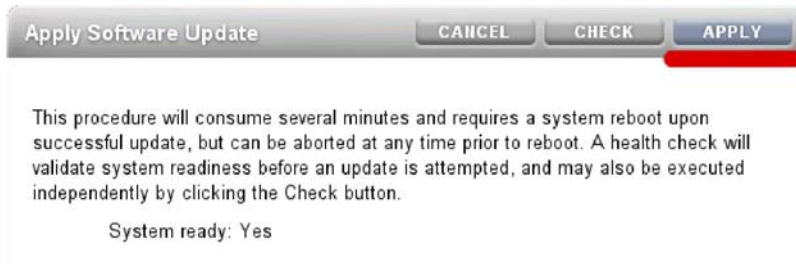 Apply Software Update CANCEL CHECK APPLY
This procedure will consume several minutes and requires a system reboot upon
successful update, but can be aborted at any time prior to reboot. A health check will
validate system readiness before an update is attempted, and may also be executed
independently by clicking the Check button.
System ready: Yes